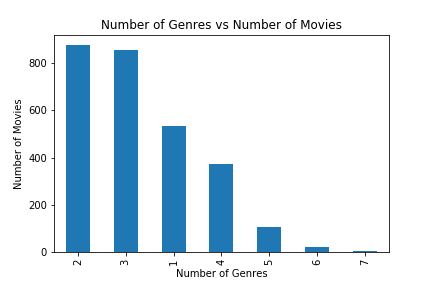 Number of Genres vs Number of Movies
Number of Movies
800
600
400
200
0
2 3 1 4 5 6 7
Number of Genres